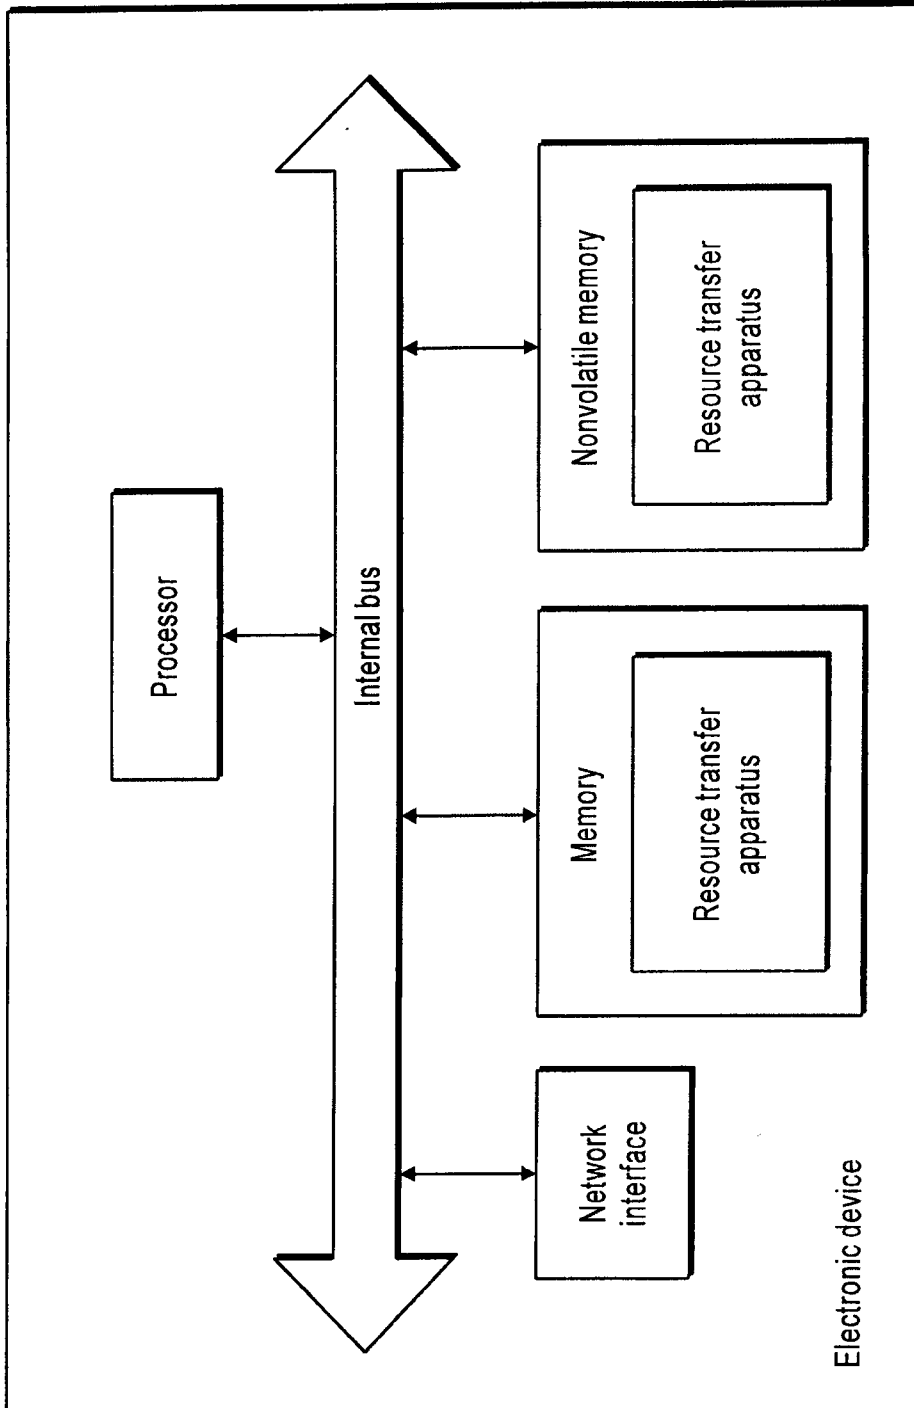 Processor
Internal bus
Network
interface
Memory
Resource transfer
apparatus
Nonvolatile memory
Resource transfer
apparatus
Electronic device